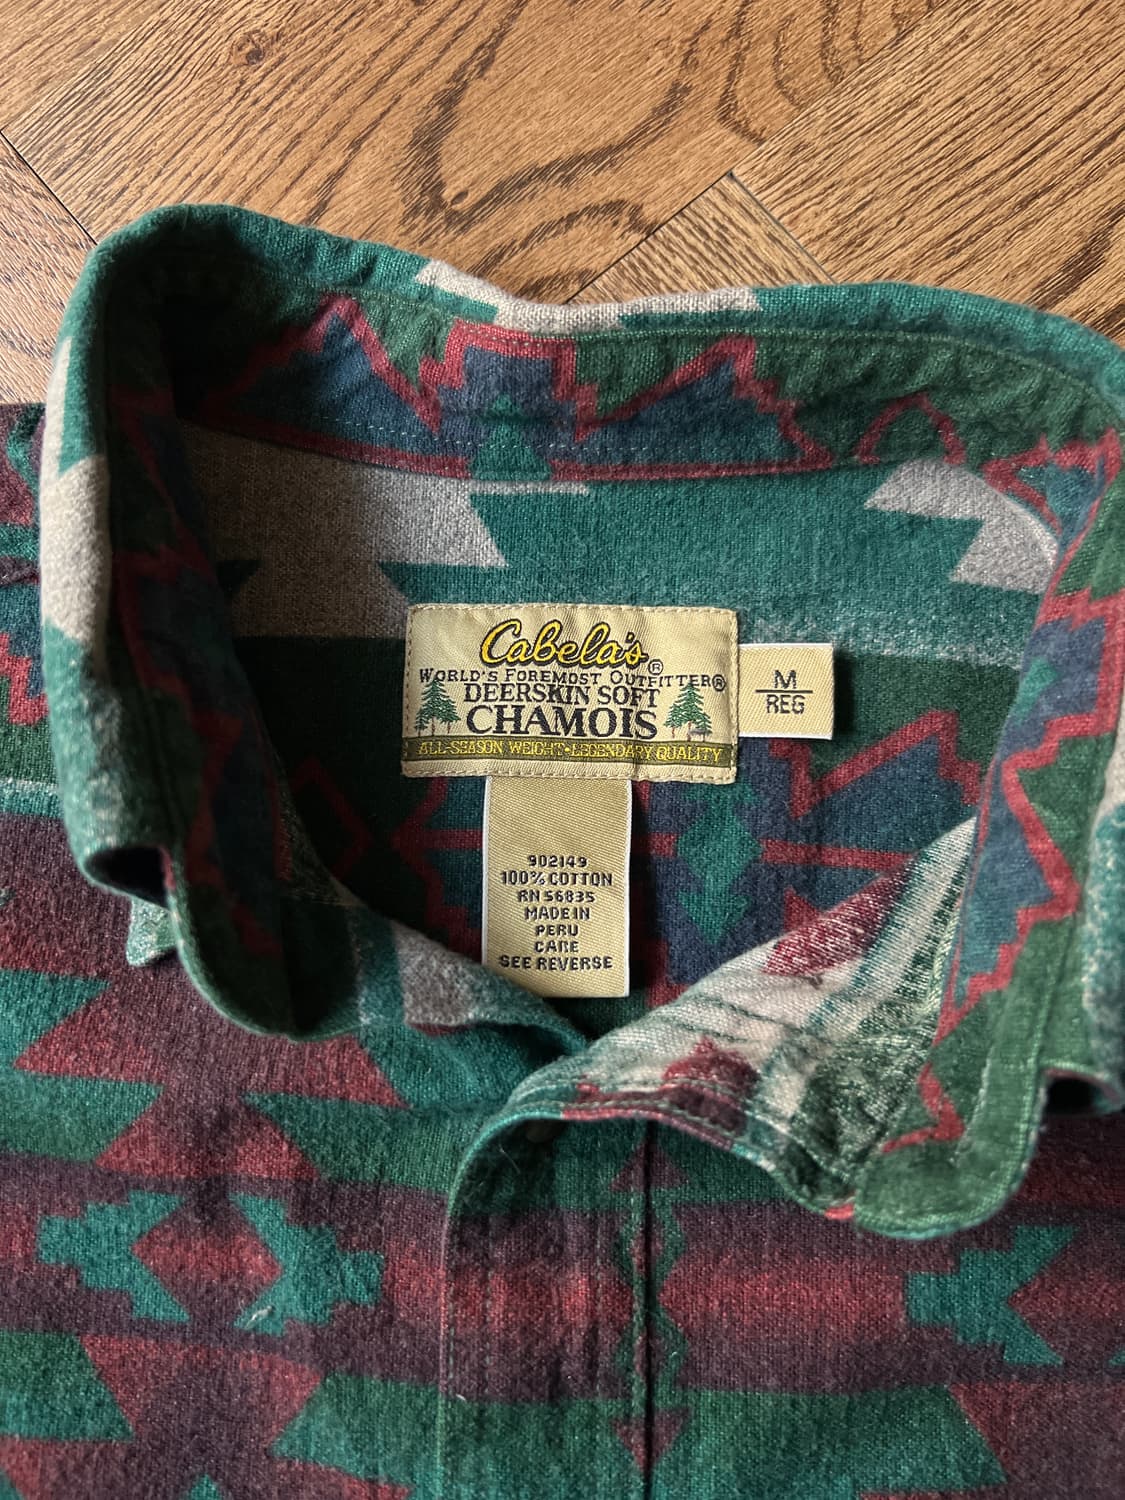 Cabela's®
WORLD'S FOREMOST OUTFITTER®
DEERSKIN SOFT
CHAMOIS
ALL-SEASON WEIGHT•LEGENDARY QUALITY
M
REG
902149
100% COTTON
RN 56835
MADE IN
PERU
CARE
SEE REVERSE